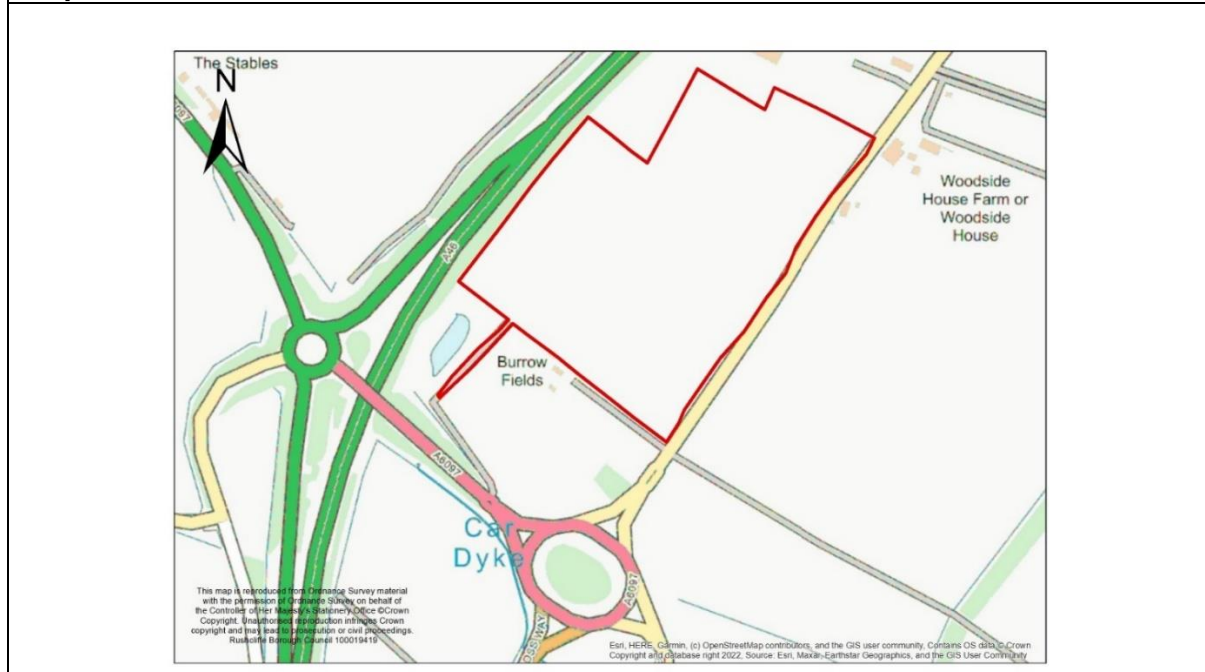 The Stables
N
A6097
A46
Woodside
House Farm or
Woodside
House
Burrow
Fields
A6097
Car
Dyke
A6097
OSS WAY
This map is reproduced from Ordnance Survey material
with the permission of Ordnance Survey on behalf of
the Controller of Her Majesty's Stationery Office ©Crown
Copyright. Unauthorised reproduction infringes Crown
copyright and may lead to prosecution or civil proceedings.
Rushcliffe Borough Council 100019419
Esri, HERE, Garmin, (c) OpenStreetMap contributors, and the GIS user community, Contains OS data © Crown
Copyright and database right 2022, Source: Esri, Maxar, Earthstar Geographics, and the GIS User Community